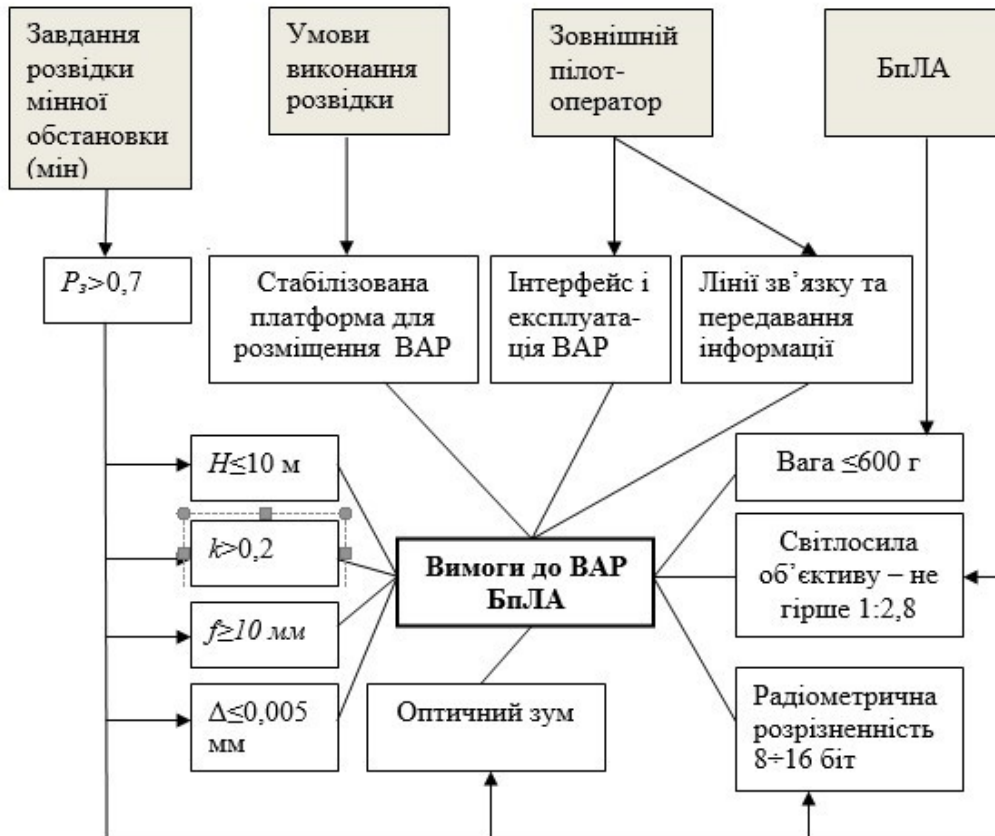 Завдання
розвідки
мінної
обстановки
(мін)
Умови
виконання
розвідки
Зовнішній
пілот-
оператор
БпЛА
Pз>0,7
Стабілізована
платформа для
розміщення ВАР
Інтерфейс і
експлуата-
ція ВАР
Лінії зв’язку та
передавання
інформації
H≤10 м
k>0,2
f≥10 мм
Δ≤0,005
мм
Вимоги до ВАР
БпЛА
Оптичний зум
Вага ≤600 г
Світлосила
об’єктиву – не
гірше 1:2,8
Радіометрична
розрізненність
8÷16 біт